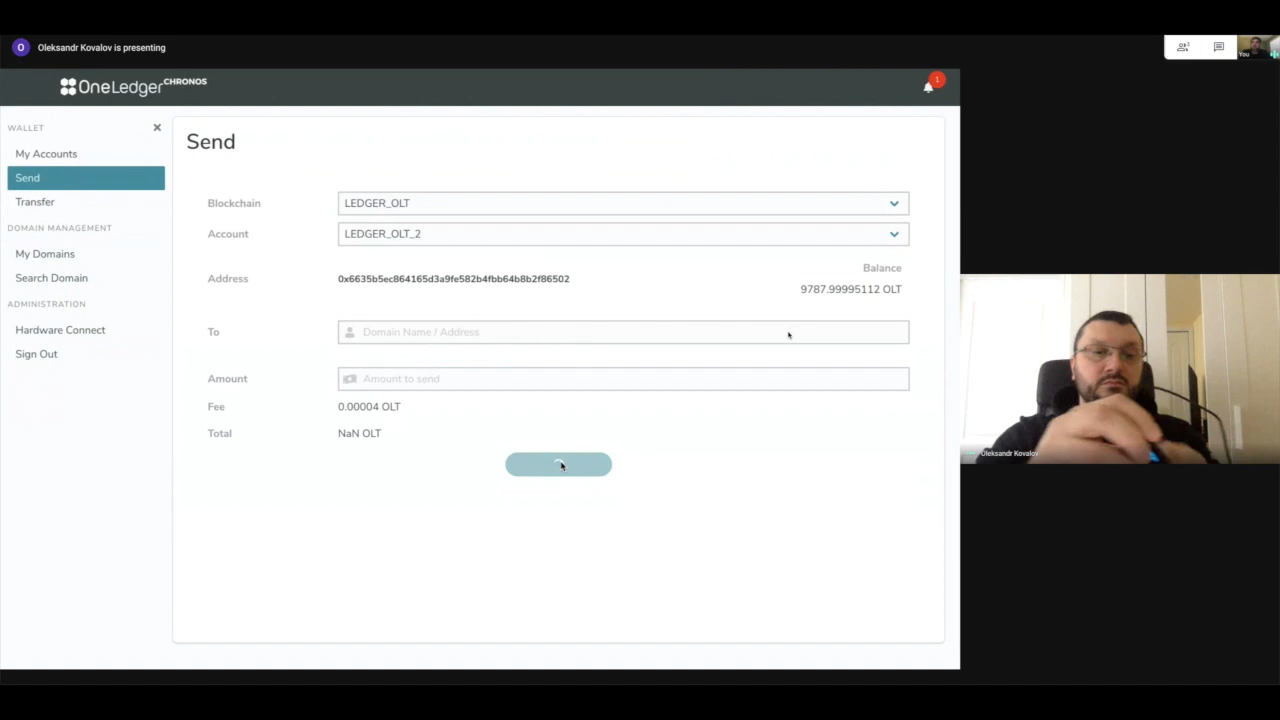 O
Oleksandr Kovalov is presenting
You
OneLedger CHRONOS
1
WALLET
My Accounts
Send
Transfer
DOMAIN MANAGEMENT
My Domains
Search Domain
ADMINISTRATION
Hardware Connect
Sign Out
Send
Blockchain
LEDGER_OLT
Account
LEDGER_OLT_2
Address
0x6635b5ec864165d3a9fe582b4fbb64b8b2f86502
Balance
9787.99995112 OLT
To
Domain Name / Address
Amount
Amount to send
Fee
0.00004 OLT
Total
NaN OLT
Oleksandr Kovalov